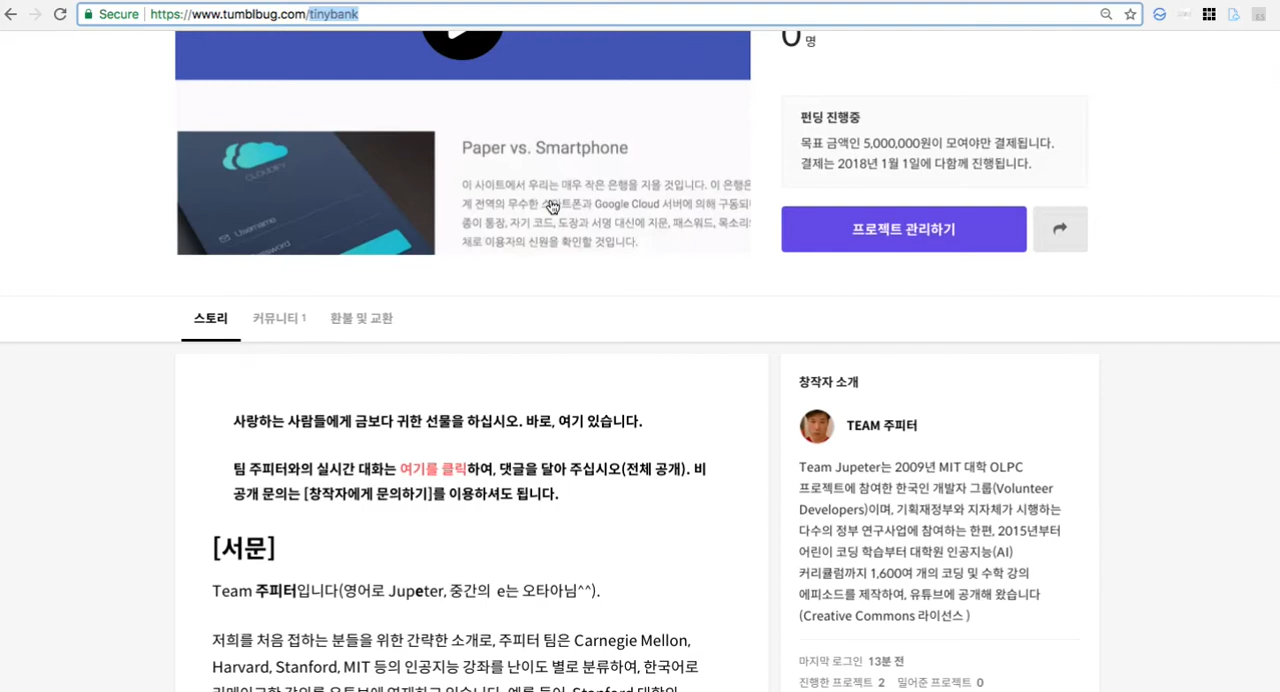 Secure https://www.tumblbug.com/tinybank
0 명
펀딩 진행중
목표 금액인 5,000,000원이 모여야만 결제됩니다.
결제는 2018년 1월 1일에 다함께 진행됩니다.
프로젝트 관리하기
CLOUDIFY
Username
Paper vs. Smartphone
이 사이트에서 우리는 매우 작은 은행을 지을 것입니다. 이 은행은
계 전역의 무수한 스마트폰과 Google Cloud 서버에 의해 구동되
종이 통장, 자기 코드, 도장과 서명 대신에 지문, 패스워드, 목소리
채로 이용자의 신원을 확인할 것입니다.
스토리 커뮤니티 1 환불 및 교환
사랑하는 사람들에게 금보다 귀한 선물을 하십시오. 바로, 여기 있습니다.
팀 주피터와의 실시간 대화는 여기를 클릭하여, 댓글을 달아 주십시오(전체 공개). 비
공개 문의는 [창작자에게 문의하기]를 이용하셔도 됩니다.
[서문]
Team 주피터입니다(영어로 Jupeter, 중간의 e는 오타아님^^).
저희를 처음 접하는 분들을 위한 간략한 소개로, 주피터 팀은 Carnegie Mellon,
Harvard, Stanford, MIT 등의 인공지능 강좌를 난이도 별로 분류하여, 한국어로
창작자 소개
TEAM 주피터
Team Jupeter는 2009년 MIT 대학 OLPC
프로젝트에 참여한 한국인 개발자 그룹(Volunteer
Developers)이며, 기획재정부와 지자체가 시행하는
다수의 정부 연구사업에 참여하는 한편, 2015년부터
어린이 코딩 학습부터 대학원 인공지능(AI)
커리큘럼까지 1,600여 개의 코딩 및 수학 강의
에피소드를 제작하여, 유튜브에 공개해 왔습니다
(Creative Commons 라이선스 )
마지막 로그인 13분 전
진행한 프로젝트 2 밀어준 프로젝트 0